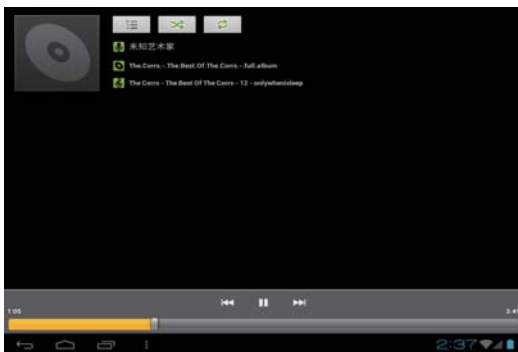 未知艺术家
The.Corrs.-.The.Best.Of.The.Corrs.-.full.album
The Corrs - The Best Of The Corrs - 12 - onlywhenisleep
1:05
2:37